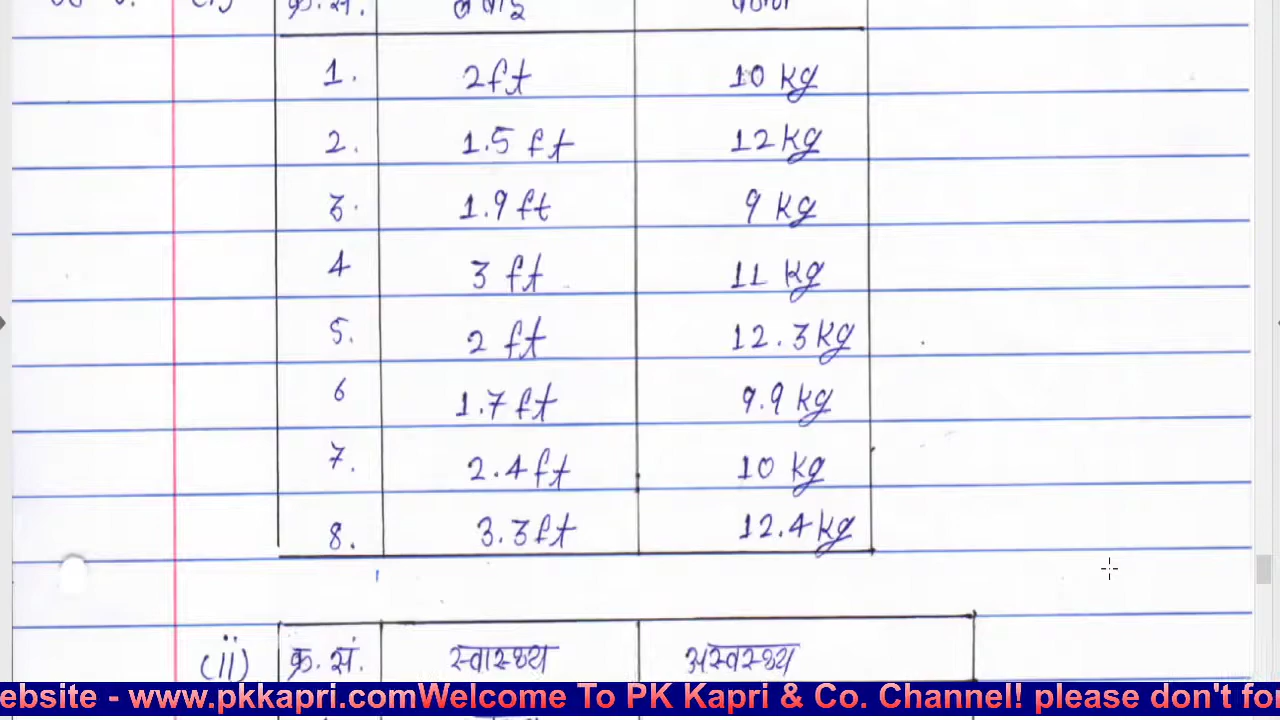 क्र.सं.
1. 2ft 10 kg
2. 1.5 ft 12 kg
3. 1.9 ft 9 kg
4 3 ft 11 kg
5. 2 ft 12.3 kg
6 1.7 ft 9.9 kg
7. 2.4 ft 10 kg
8. 3.3 ft 12.4 kg
(ii) क्र.सं. स्वास्थ्य अस्वस्थ्य
ebsite - www.pkkapri.comWelcome To PK Kapri & Co. Channel! please don't for